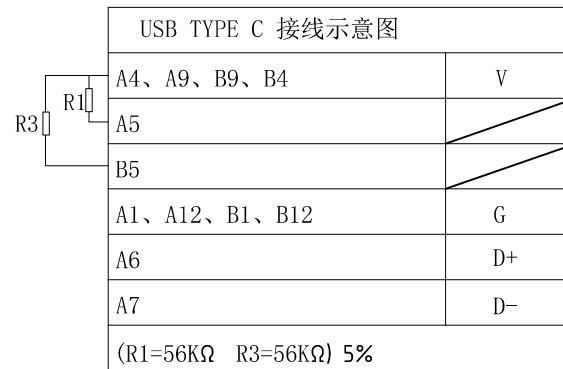 USB TYPE C 接线示意图
A4、A9、B9、B4 V
R1
R3
A5
B5
A1、A12、B1、B12 G
A6 D+
A7 D-
(R1=56KΩ R3=56KΩ) 5%